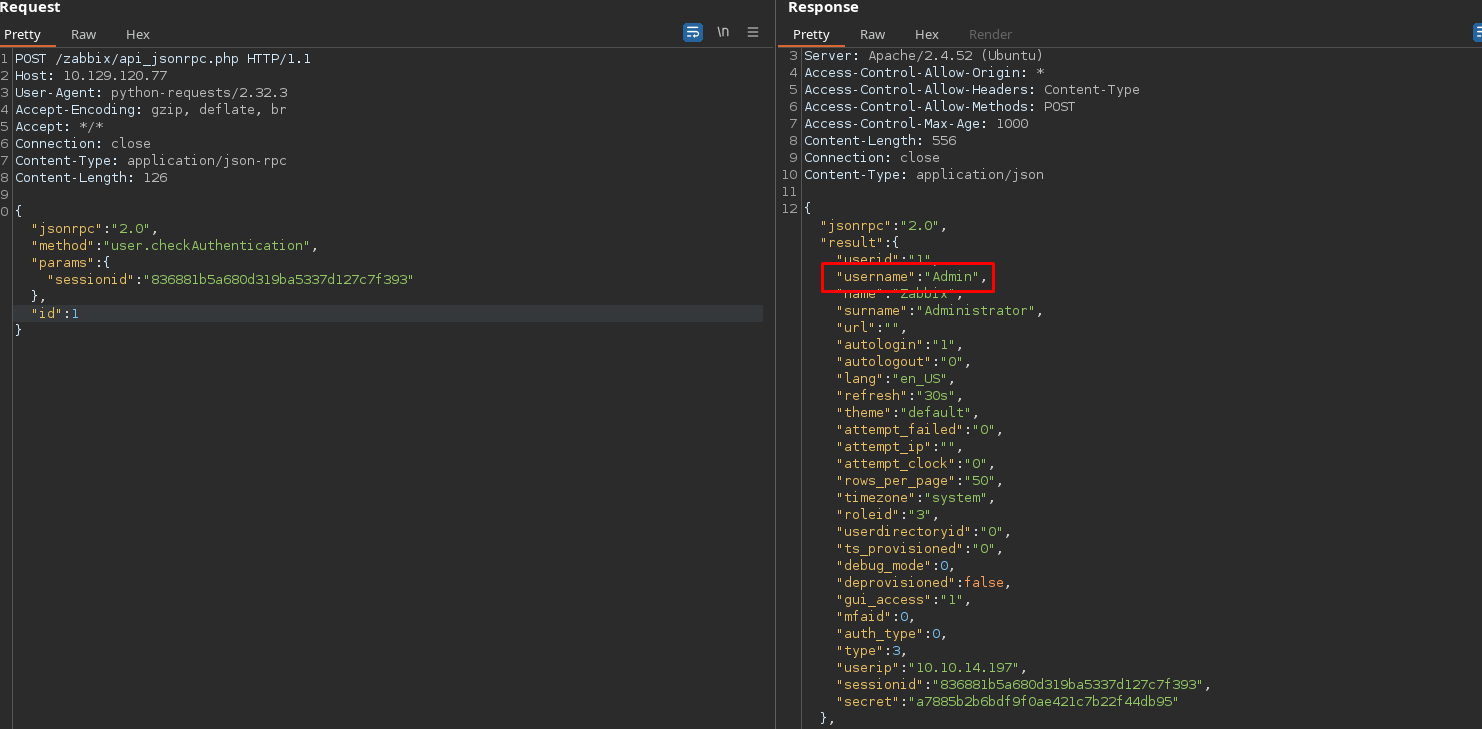 Request
Pretty Raw Hex
\n
1 POST /zabbix/api_jsonrpc.php HTTP/1.1
2 Host: 10.129.120.77
3 User-Agent: python-requests/2.32.3
4 Accept-Encoding: gzip, deflate, br
5 Accept: */*
6 Connection: close
7 Content-Type: application/json-rpc
8 Content-Length: 126
9
0 {
"jsonrpc":"2.0",
"method":"user.checkAuthentication",
"params":{
"sessionid":"836881b5a680d319ba5337d127c7f393"
},
"id":1
}
Response
Pretty Raw Hex Render
3 Server: Apache/2.4.52 (Ubuntu)
4 Access-Control-Allow-Origin: *
5 Access-Control-Allow-Headers: Content-Type
6 Access-Control-Allow-Methods: POST
7 Access-Control-Max-Age: 1000
8 Content-Length: 556
9 Connection: close
10 Content-Type: application/json
11
12 {
"jsonrpc":"2.0",
"result":{
"userid":"1",
"username":"Admin",
"name":"Zabbix",
"surname":"Administrator",
"url":"",
"autologin":"1",
"autologout":"0",
"lang":"en_US",
"refresh":"30s",
"theme":"default",
"attempt_failed":"0",
"attempt_ip":"",
"attempt_clock":"0",
"rows_per_page":"50",
"timezone":"system",
"roleid":"3",
"userdirectoryid":"0",
"ts_provisioned":"0",
"debug_mode":0,
"deprovisioned":false,
"gui_access":"1",
"mfaid":0,
"auth_type":0,
"type":3,
"userip":"10.10.14.197",
"sessionid":"836881b5a680d319ba5337d127c7f393",
"secret":"a7885b2b6bdf9f0ae421c7b22f44db95"
},